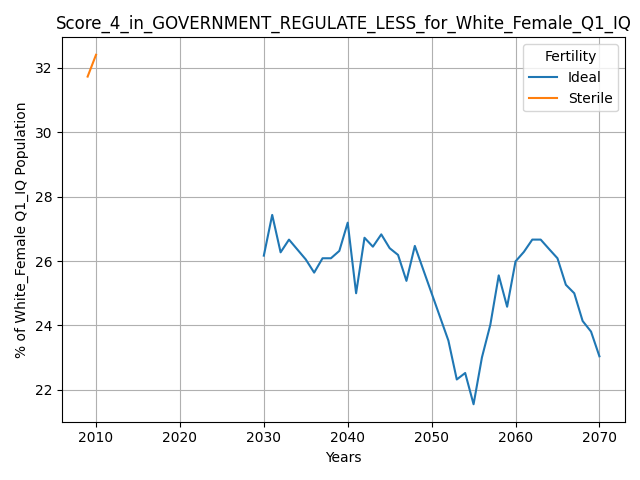 Score_4_in_GOVERNMENT_REGULATE_LESS_for_White_Female_Q1_IQ
Fertility
Ideal
Sterile
% of White_Female Q1_IQ Population
32
30
28
26
24
22
2010
2020
2030
2040
2050
2060
2070
Years